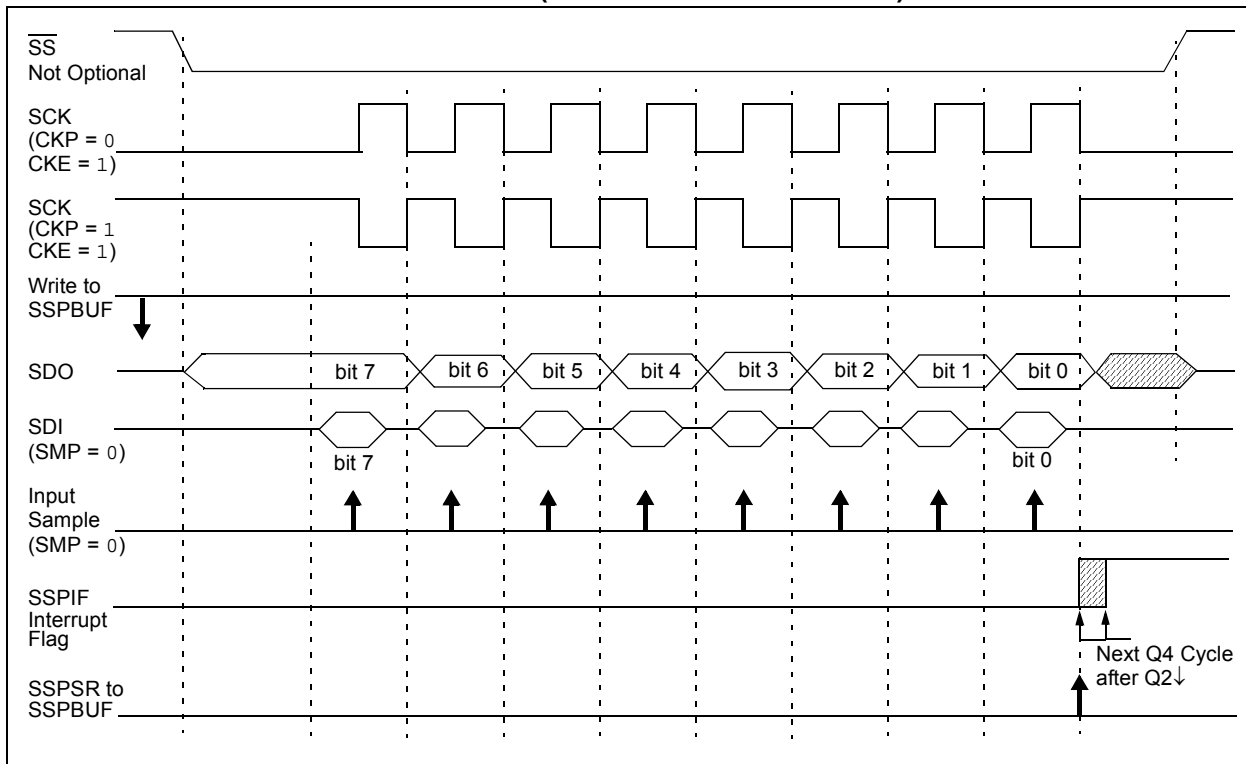 SS
Not Optional
SCK
(CKP = 0
CKE = 1)
SCK
(CKP = 1
CKE = 1)
Write to
SSPBUF
SDO
bit 7 bit 6 bit 5 bit 4 bit 3 bit 2 bit 1 bit 0
SDI
(SMP = 0)
bit 7 bit 0
Input
Sample
(SMP = 0)
SSPIF
Interrupt
Flag
Next Q4 Cycle
after Q2↓
SSPSR to
SSPBUF